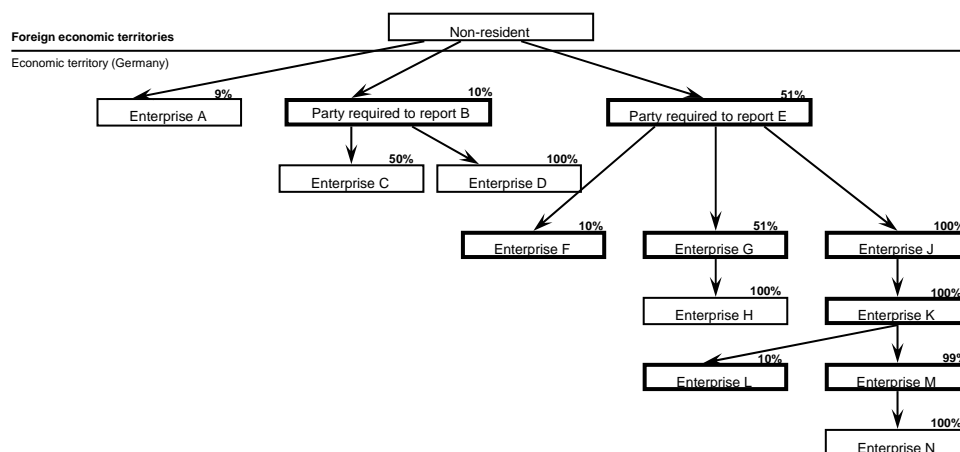 Non-resident
Foreign economic territories
Economic territory (Germany)
9%
10%
51%
Enterprise A
Party required to report B
Party required to report E
50%
100%
Enterprise C
Enterprise D
10%
51%
100%
Enterprise F
Enterprise G
Enterprise J
100%
100%
Enterprise H
Enterprise K
10%
99%
Enterprise L
Enterprise M
100%
Enterprise N